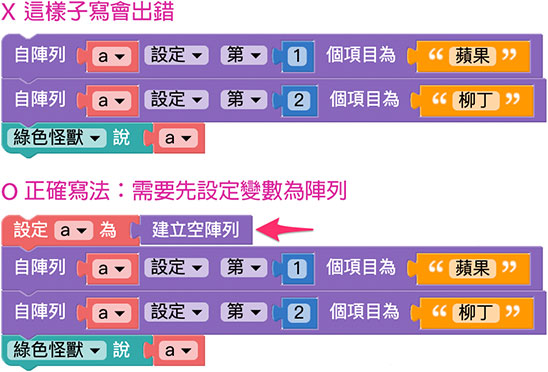 X 這樣子寫會出錯
自陣列 a 設定 第 1 個項目為 “ 蘋果 ”
自陣列 a 設定 第 2 個項目為 “ 柳丁 ”
綠色怪獸 說 a
O 正確寫法：需要先設定變數為陣列
設定 a 為 建立空陣列
自陣列 a 設定 第 1 個項目為 “ 蘋果 ”
自陣列 a 設定 第 2 個項目為 “ 柳丁 ”
綠色怪獸 說 a